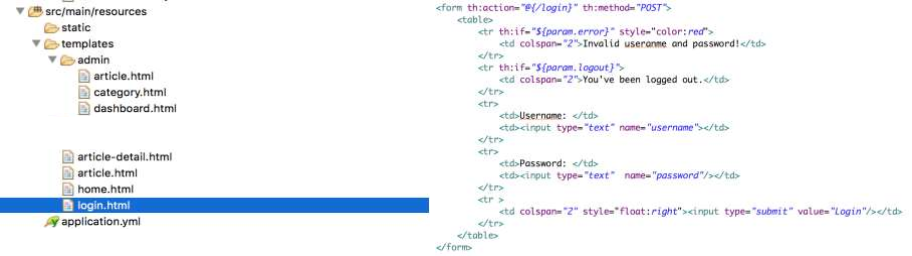 src/main/resources
static
templates
admin
article.html
category.html
dashboard.html
article-detail.html
article.html
home.html
login.html
application.yml
<form th:action="@{/login}" th:method="POST">
<table>
<tr th:if="${param.error}" style="color:red">
<td colspan="2">Invalid useranme and password!</td>
</tr>
<tr th:if="${param.logout}">
<td colspan="2">You've been logged out.</td>
</tr>
<tr>
<td>Username: </td>
<td><input type="text" name="username"></td>
</tr>
<tr>
<td>Password: </td>
<td><input type="text"  name="password"/></td>
</tr>
<tr >
<td colspan="2" style="float:right"><input type="submit" value="Login"/></td>
</tr>
</table>
</form>